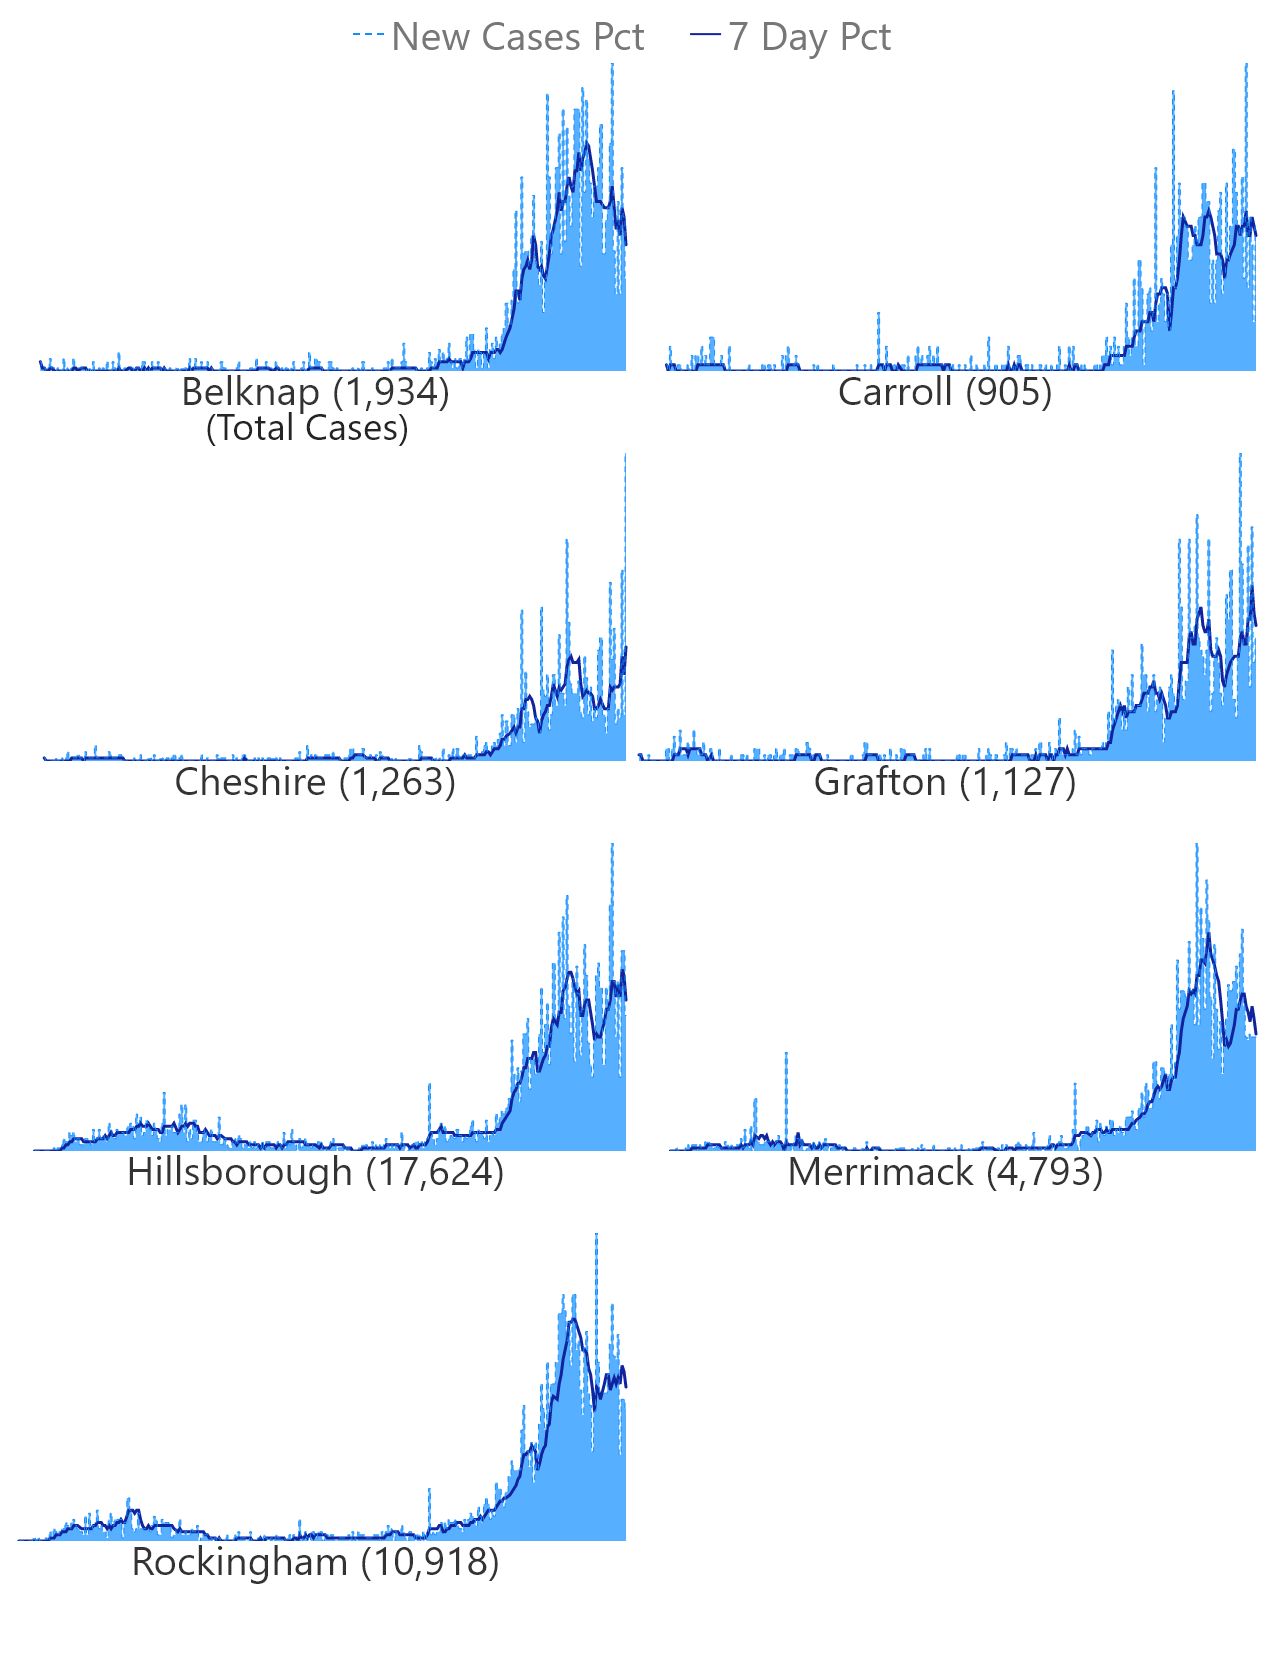 New Cases Pct 7 Day Pct
Belknap (1,934)
(Total Cases)
Carroll (905)
Cheshire (1,263)
Grafton (1,127)
Hillsborough (17,624)
Merrimack (4,793)
Rockingham (10,918)